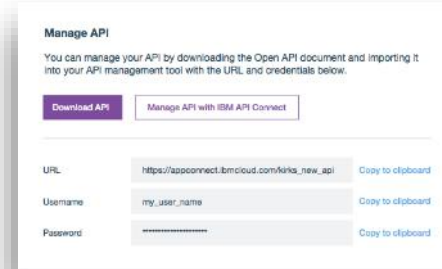 Manage API
You can manage your API by downloading the Open API document and importing it
into your API management tool with the URL and credentials below.
Download API
Manage API with IBM API Connect
URL
https://appconnect.ibmcloud.com/kirks_new_api
Copy to clipboard
Username
my_user_name
Copy to clipboard
Password
**********************
Copy to clipboard